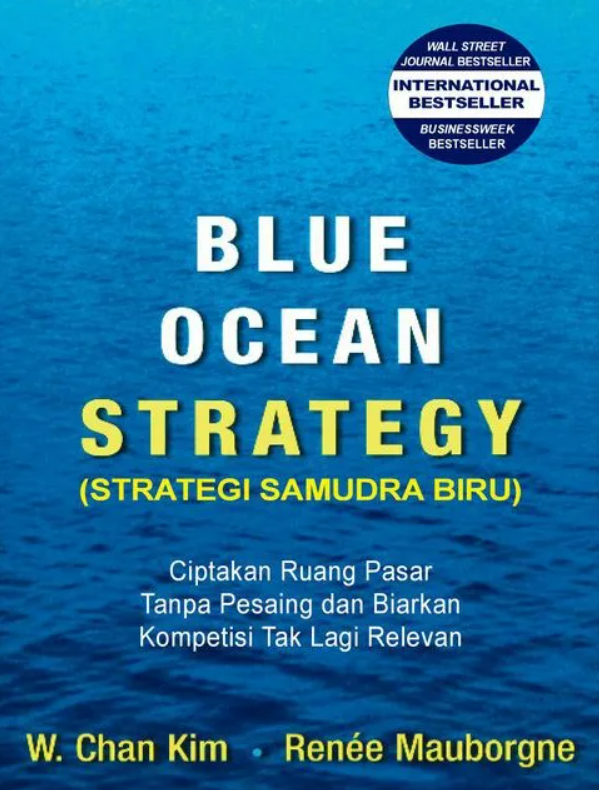 WALL STREET
JOURNAL BESTSELLER
INTERNATIONAL
BESTSELLER
BUSINESSWEEK
BESTSELLER
BLUE
OCEAN
STRATEGY
(STRATEGI SAMUDRA BIRU)
Ciptakan Ruang Pasar
Tanpa Pesaing dan Biarkan
Kompetisi Tak Lagi Relevan
W. Chan Kim • Renée Mauborgne